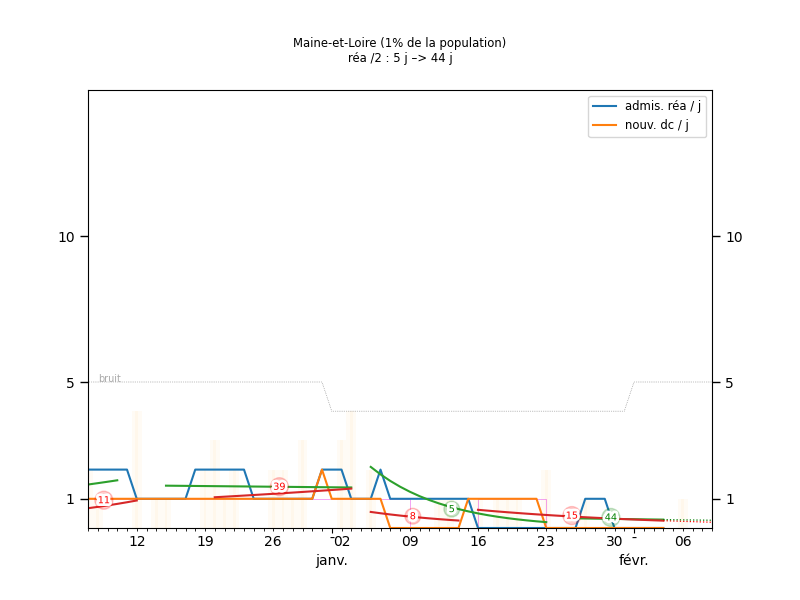 Maine-et-Loire (1% de la population)
réa /2 : 5 j –> 44 j
admis. réa / j
nouv. dc / j
10 10
bruit
5 5
39
11
1 1
5
8
15
44
12 19 26 02 09 16 23 30 06
janv. févr.